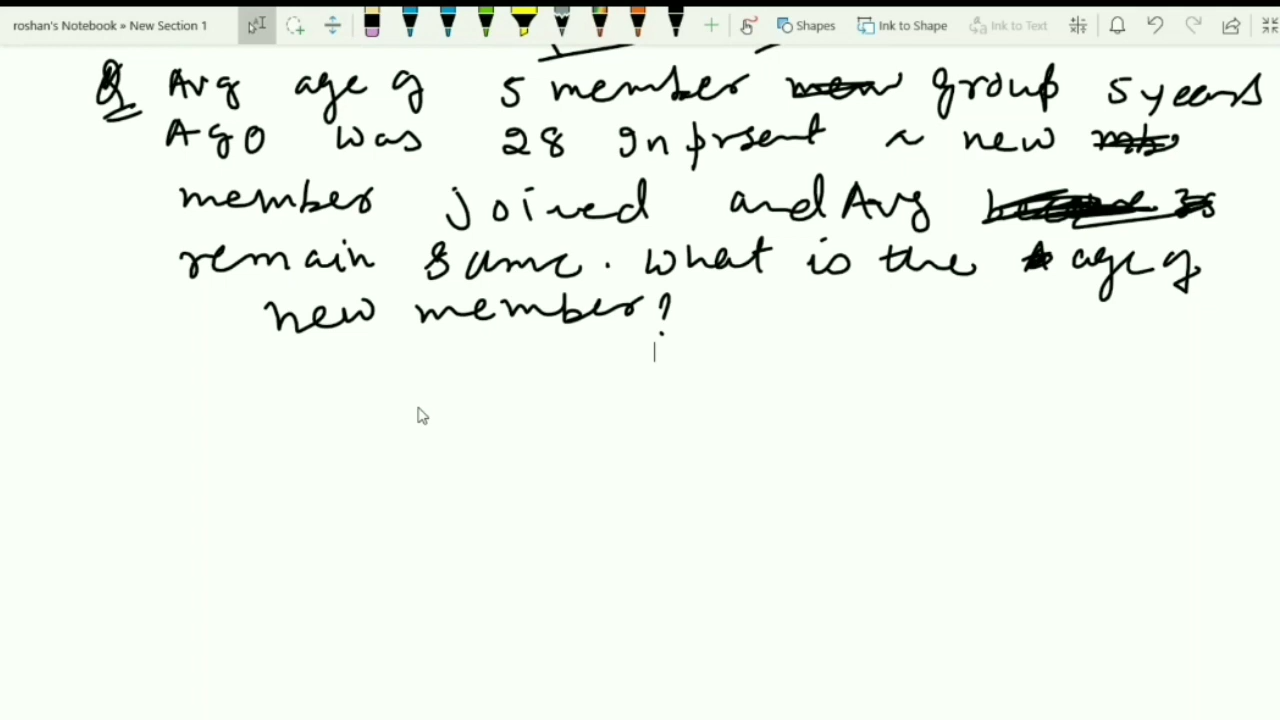 roshan's Notebook » New Section 1
Shapes
Ink to Shape
Ink to Text
Q Avg age of 5 member group 5 years
Ago was 28 In prsent a new
member joined and Avg
remain same. What is the age of
new member?